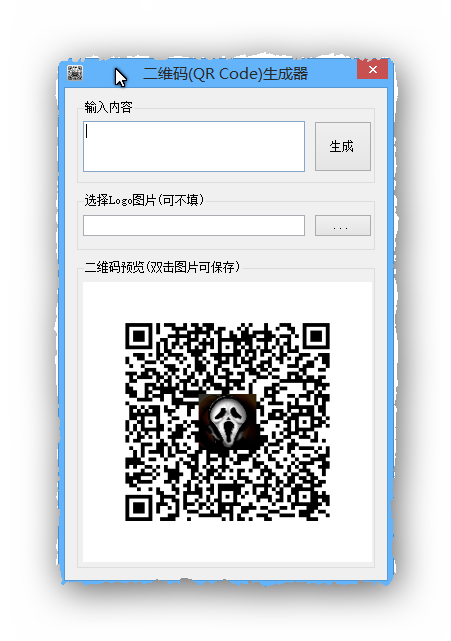 二维码(QR Code)生成器
输入内容
生成
选择Logo图片(可不填)
...
二维码预览(双击图片可保存)